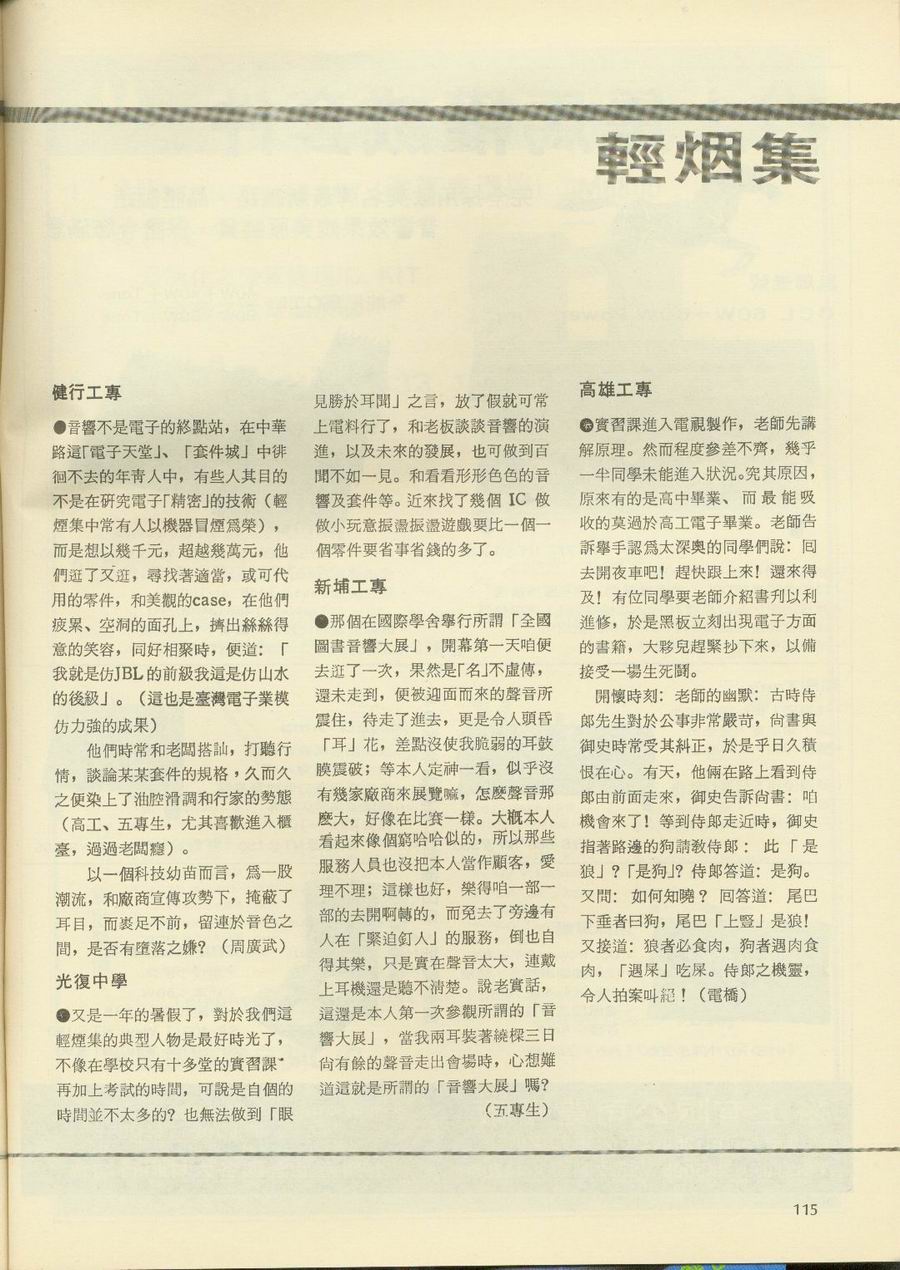 輕烟集
健行工專
●音響不是電子的終點站，在中華
路這「電子天堂」、「套件城」中徘
徊不去的年靑人中，有些人其目的
不是在硏究電子「精密」的技術（輕
煙集中常有人以機器冒煙爲榮），
而是想以幾千元，超越幾萬元，他
們逛了又逛，尋找著適當，或可代
用的零件，和美觀的case，在他們
疲累、空洞的面孔上，擠出絲絲得
意的笑容，同好相聚時，便道：「
我就是仿JBL的前級我這是仿山水
的後級」。（這也是臺灣電子業模
仿力強的成果）
他們時常和老闆搭訕，打聽行
情，談論某某套件的規格，久而久
之便染上了油腔滑調和行家的勢態
（高工、五專生，尤其喜歡進入櫃
臺，過過老闆癮）。
以一個科技幼苗而言，爲一股
潮流，和廠商宣傳攻勢下，掩蔽了
耳目，而裹足不前，留連於音色之
間，是否有墮落之嫌？（周廣武）
光復中學
●又是一年的暑假了，對於我們這
輕煙集的典型人物是最好時光了，
不像在學校只有十多堂的實習課
再加上考試的時間，可說是自個的
時間並不太多的？也無法做到「眼
見勝於耳聞」之言，放了假就可常
上電料行了，和老板談談音響的演
進，以及未來的發展，也可做到百
聞不如一見。和看看形形色色的音
響及套件等。近來找了幾個 IC 做
做小玩意振盪振盪遊戲要比一個一
個零件要省事省錢的多了。
新埔工專
●那個在國際學舍舉行所謂「全國
圖書音響大展」，開幕第一天咱便
去逛了一次，果然是「名」不虛傳，
還未走到，便被迎面而來的聲音所
震住，待走了進去，更是令人頭昏
「耳」花，差點沒使我脆弱的耳鼓
膜震破；等本人定神一看，似乎沒
有幾家廠商來展覽嘛，怎麽聲音那
麽大，好像在比賽一樣。大槪本人
看起來像個窮哈哈似的，所以那些
服務人員也沒把本人當作顧客，愛
理不理；這樣也好，樂得咱一部一
部的去開啊轉的，而免去了旁邊有
人在「緊迫釘人」的服務，倒也自
得其樂，只是實在聲音太大，連戴
上耳機還是聽不清楚。說老實話，
這還是本人第一次參觀所謂的「音
響大展」，當我兩耳裝著繞樑三日
尙有餘的聲音走出會場時，心想難
道這就是所謂的「音響大展」嗎？
（五專生）
高雄工專
●實習課進入電視製作，老師先講
解原理。然而程度參差不齊，幾乎
一半同學未能進入狀況。究其原因，
原來有的是高中畢業、而最能吸
收的莫過於高工電子畢業。老師告
訴舉手認爲太深奧的同學們說：囘
去開夜車吧！趕快跟上來！還來得
及！有位同學要老師介紹書刋以利
進修，於是黑板立刻出現電子方面
的書籍，大夥兒趕緊抄下來，以備
接受一場生死鬪。
開懷時刻：老師的幽默：古時侍
郎先生對於公事非常嚴苛，尙書與
御史時常受其糾正，於是乎日久積
恨在心。有天，他倆在路上看到侍
郎由前面走來，御史告訴尙書：咱
機會來了！等到侍郎走近時，御史
指著路邊的狗請敎侍郎：此「是
狼」？「是狗」？侍郎答道：是狗。
又問：如何知曉？囘答道：尾巴
下垂者曰狗，尾巴「上豎」是狼！
又接道：狼者必食肉，狗者遇肉食
肉，「遇屎」吃屎。侍郎之機靈，
令人拍案叫絕！（電橋）
115